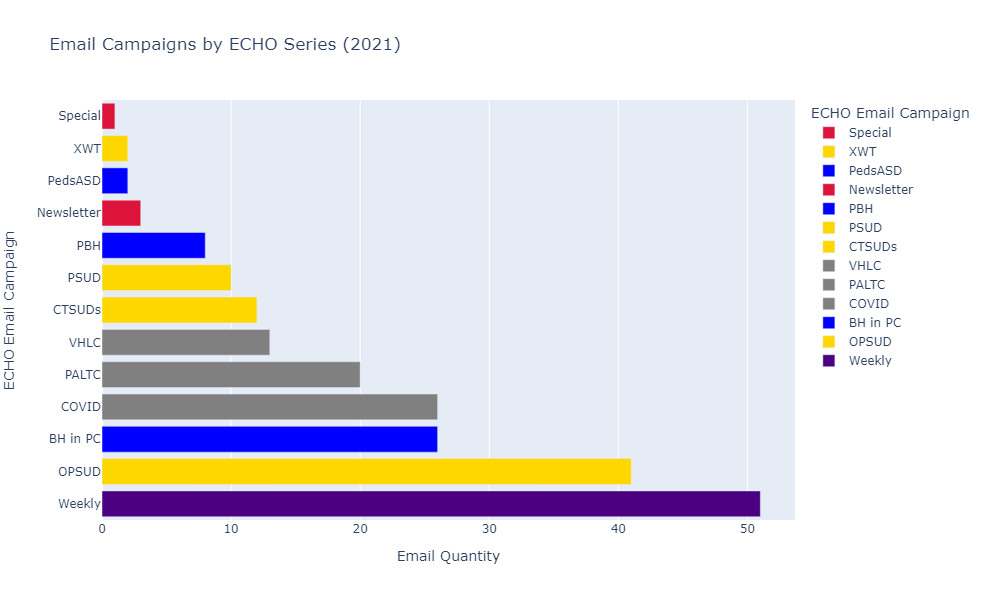 Email Campaigns by ECHO Series (2021)
ECHO Email Campaign
Special
XWT
PedsASD
Newsletter
PBH
PSUD
CTSUDs
VHLC
PALTC
COVID
BH in PC
OPSUD
Weekly
0 10 20 30 40 50
Email Quantity
ECHO Email Campaign
Special
XWT
PedsASD
Newsletter
PBH
PSUD
CTSUDs
VHLC
PALTC
COVID
BH in PC
OPSUD
Weekly